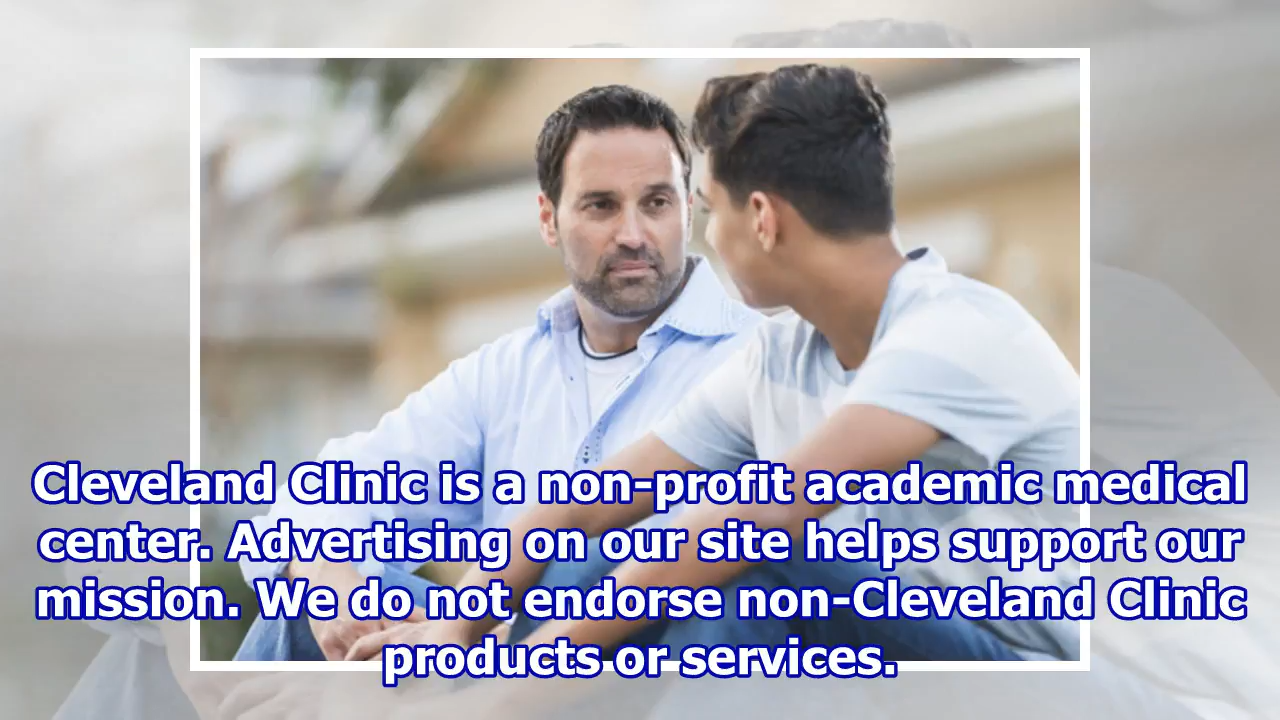 Cleveland Clinic is a non-profit academic medical
center. Advertising on our site helps support our
mission. We do not endorse non-Cleveland Clinic
products or services.